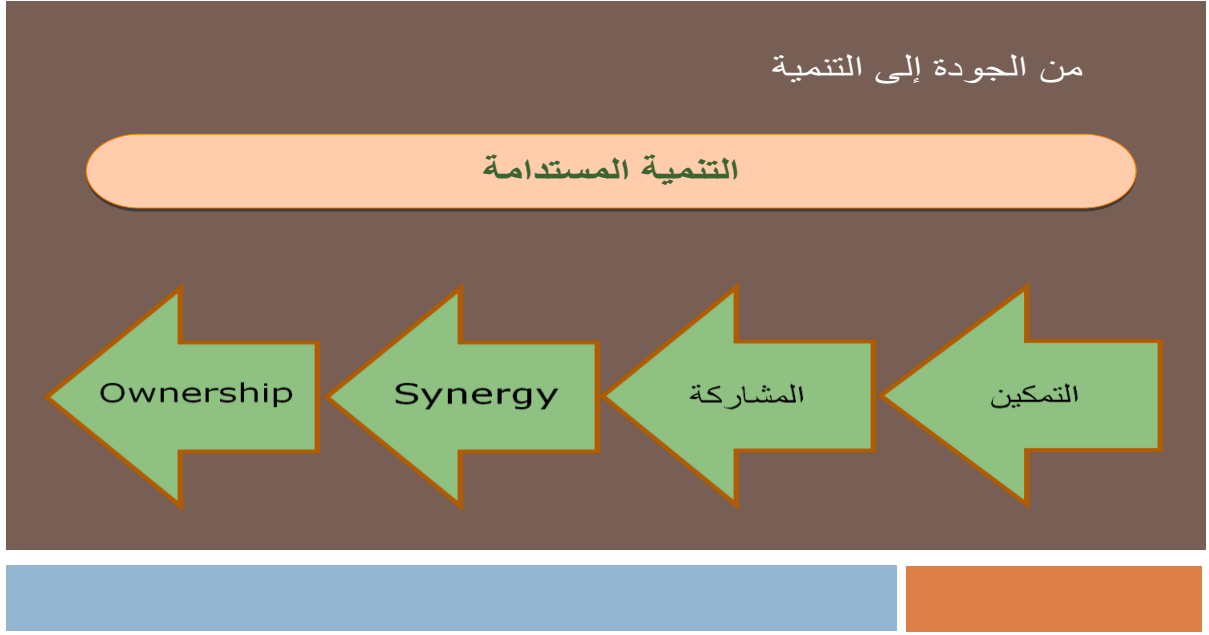 من الجودة إلى التنمية
التنمية المستدامة
التمكين
المشاركة
Synergy
Ownership